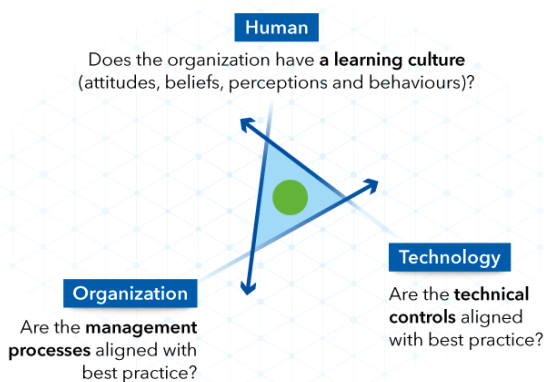 Human
Does the organization have a learning culture
(attitudes, beliefs, perceptions and behaviours)?
Organization
Are the management
processes aligned with
best practice?
Technology
Are the technical
controls aligned
with best practice?